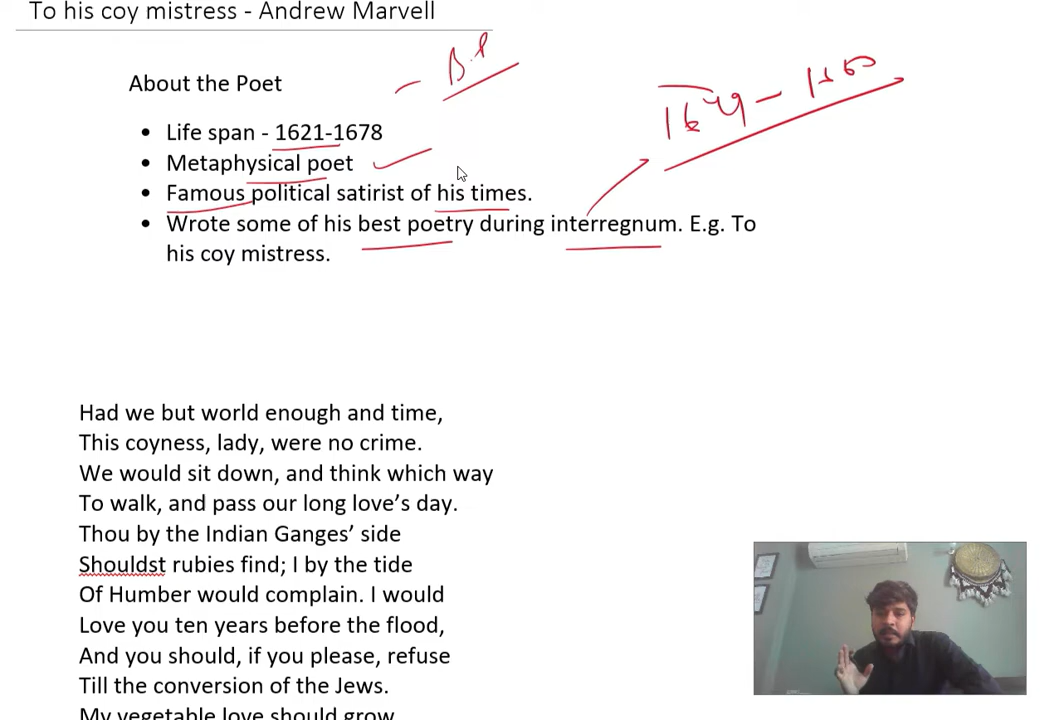 To his coy mistress - Andrew Marvell
About the Poet
1649 - 1660
• Life span - 1621-1678
• Metaphysical poet
• Famous political satirist of his times.
• Wrote some of his best poetry during interregnum. E.g. To
his coy mistress.
Had we but world enough and time,
This coyness, lady, were no crime.
We would sit down, and think which way
To walk, and pass our long love’s day.
Thou by the Indian Ganges’ side
Shouldst rubies find; I by the tide
Of Humber would complain. I would
Love you ten years before the flood,
And you should, if you please, refuse
Till the conversion of the Jews.
My vegetable love should grow